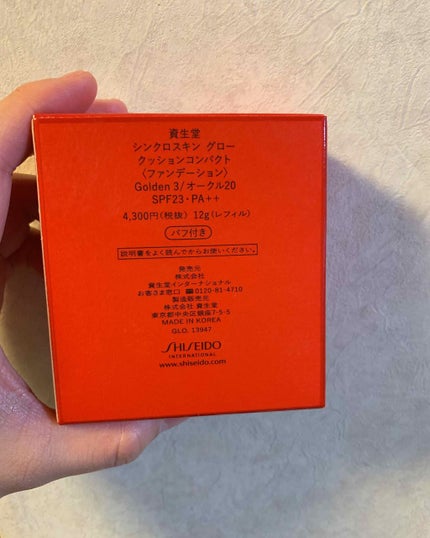 資生堂
シンクロスキン グロー
クッションコンパクト
〈ファンデーション〉
Golden 3/オークル20
SPF23・PA++
4,300円(税抜) 12g(レフィル)
パフ付き
説明書をよく読んでからお使いください。
発売元
株式会社
資生堂インターナショナル
お客さま窓口 0120-81-4710
製造販売元
株式会社 資生堂
東京都中央区銀座7-5-5
MADE IN KOREA
GLO. 13947
SHISEIDO
INTERNATIONAL
www.shiseido.com